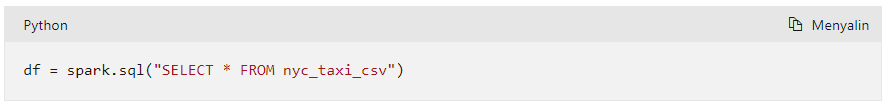 Python Menyalin
df = spark.sql("SELECT * FROM nyc_taxi_csv")